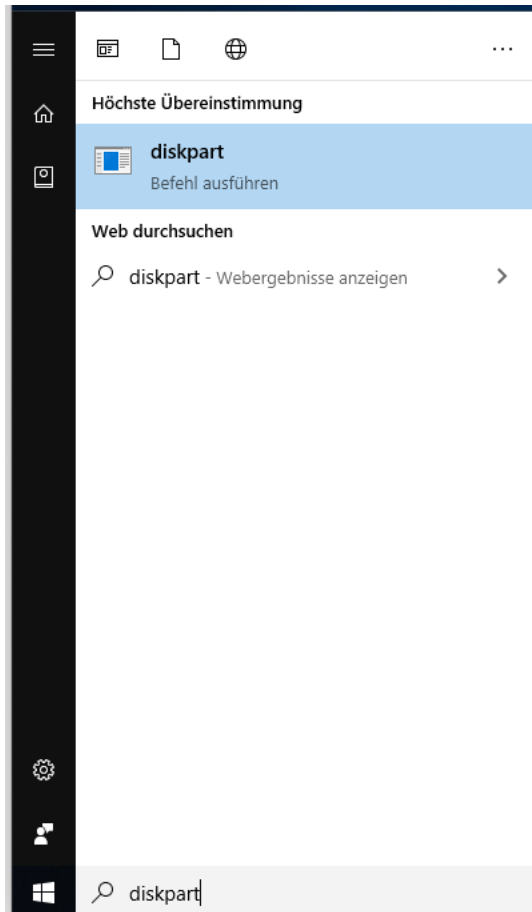 Höchste Übereinstimmung
diskpart
Befehl ausführen
Web durchsuchen
diskpart - Webergebnisse anzeigen
diskpart